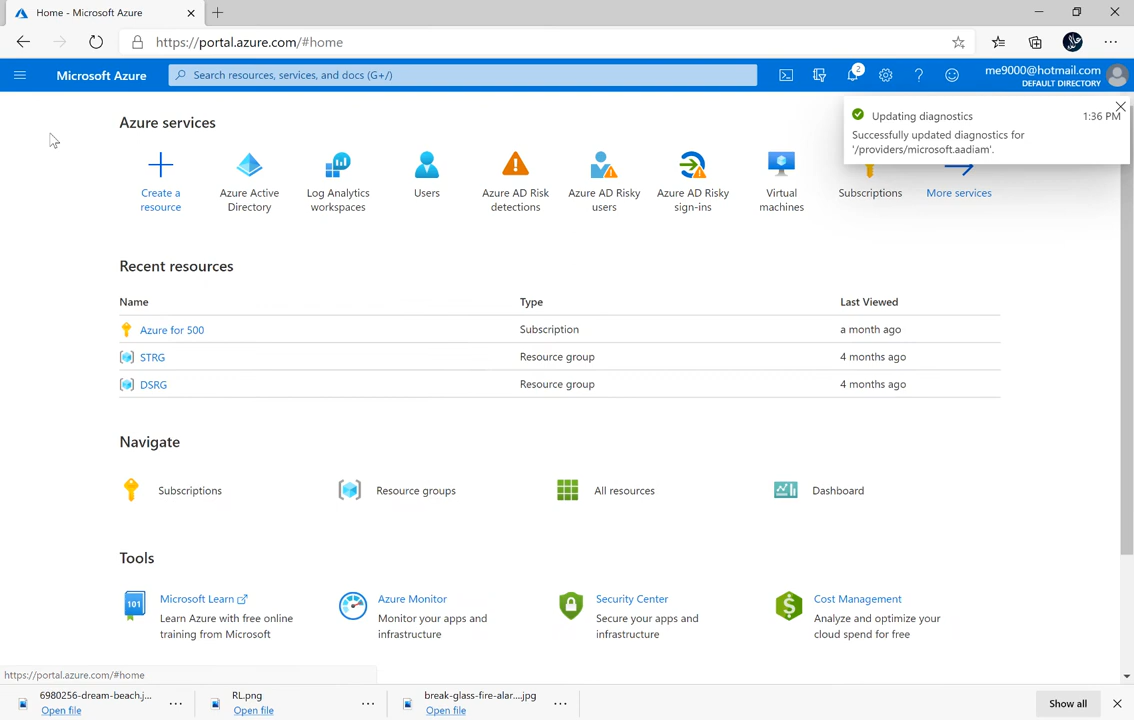 Home - Microsoft Azure
https://portal.azure.com/#home
Microsoft Azure
Search resources, services, and docs (G+/)
2
me9000@hotmail.com
DEFAULT DIRECTORY
Updating diagnostics
1:36 PM
Successfully updated diagnostics for
'/providers/microsoft.aadiam'.
Azure services
Create a
resource
Azure Active
Directory
Log Analytics
workspaces
Users
Azure AD Risk
detections
Azure AD Risky
users
Azure AD Risky
sign-ins
Virtual
machines
Subscriptions
More services
Recent resources
Name
Type
Last Viewed
Azure for 500
Subscription
a month ago
STRG
Resource group
4 months ago
DSRG
Resource group
4 months ago
Navigate
Subscriptions
Resource groups
All resources
Dashboard
Tools
101
Microsoft Learn
Learn Azure with free online
training from Microsoft
Azure Monitor
Monitor your apps and
infrastructure
Security Center
Secure your apps and
infrastructure
$
Cost Management
Analyze and optimize your
cloud spend for free
https://portal.azure.com/#home
6980256-dream-beach.j...
Open file
RL.png
Open file
break-glass-fire-alar....jpg
Open file
Show all